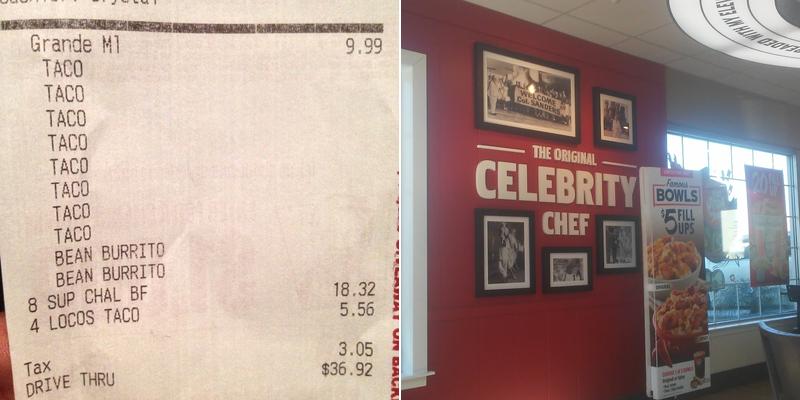 Grande M1 9.99
TACO
TACO
TACO
TACO
TACO
TACO
TACO
TACO
BEAN BURRITO
BEAN BURRITO
8 SUP CHAL BF 18.32
4 LOCOS TACO 5.56
Tax 3.05
DRIVE THRU $36.92
WELCOME
Col. SANDERS
THE ORIGINAL
CELEBRITY
CHEF
Famous
BOWLS
$5 FILL
UPS